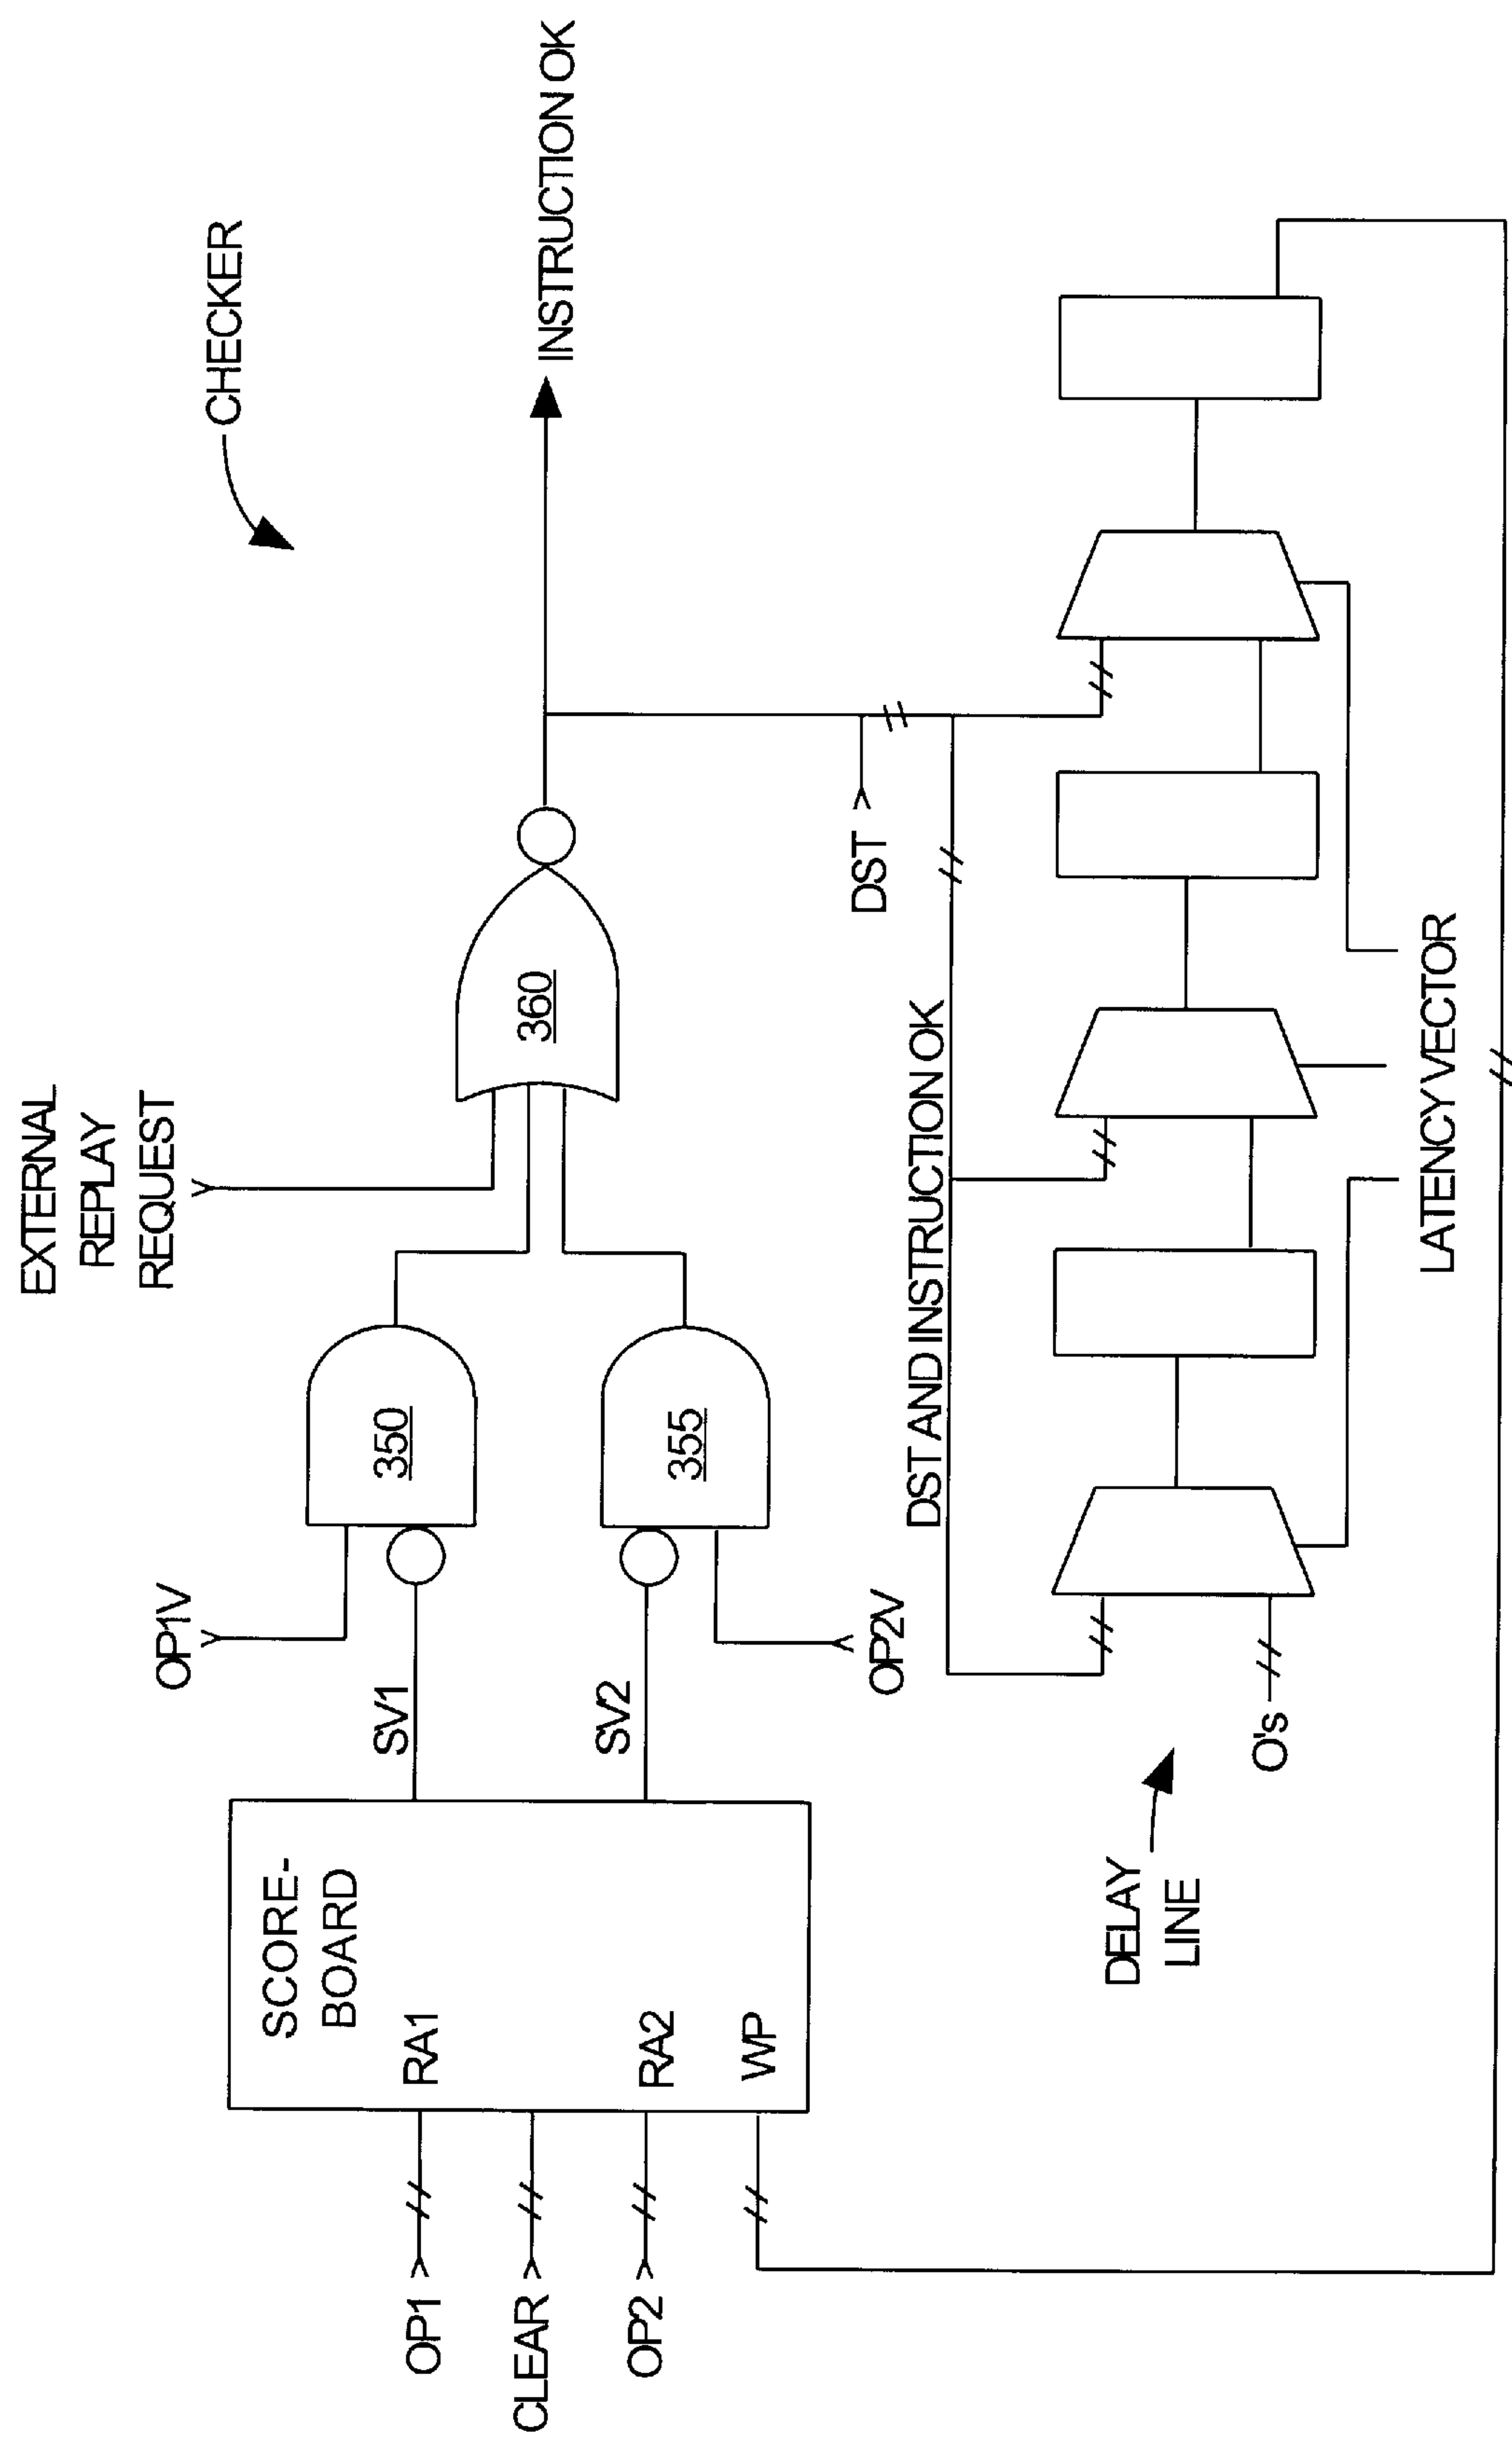 CHECKER
EXTERNAL
REPLAY
REQUEST
INSTRUCTION OK
OP1V
SV1
350
360
SCORE-
BOARD
RA1
RA2
WP
OP1
CLEAR
OP2
SV2
355
OP2V
DST
DST AND INSTRUCTION OK
DELAY
LINE
O's
LATENCY VECTOR